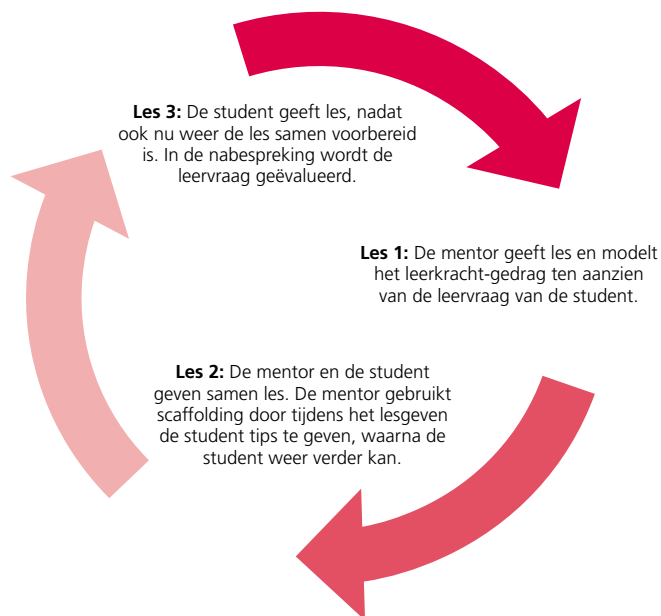 Les 3: De student geeft les, nadat
ook nu weer de les samen voorbereid
is. In de nabespreking wordt de
leervraag geëvalueerd.
Les 1: De mentor geeft les en modelt
het leerkracht-gedrag ten aanzien
van de leervraag van de student.
Les 2: De mentor en de student
geven samen les. De mentor gebruikt
scaffolding door tijdens het lesgeven
de student tips te geven, waarna de
student weer verder kan.